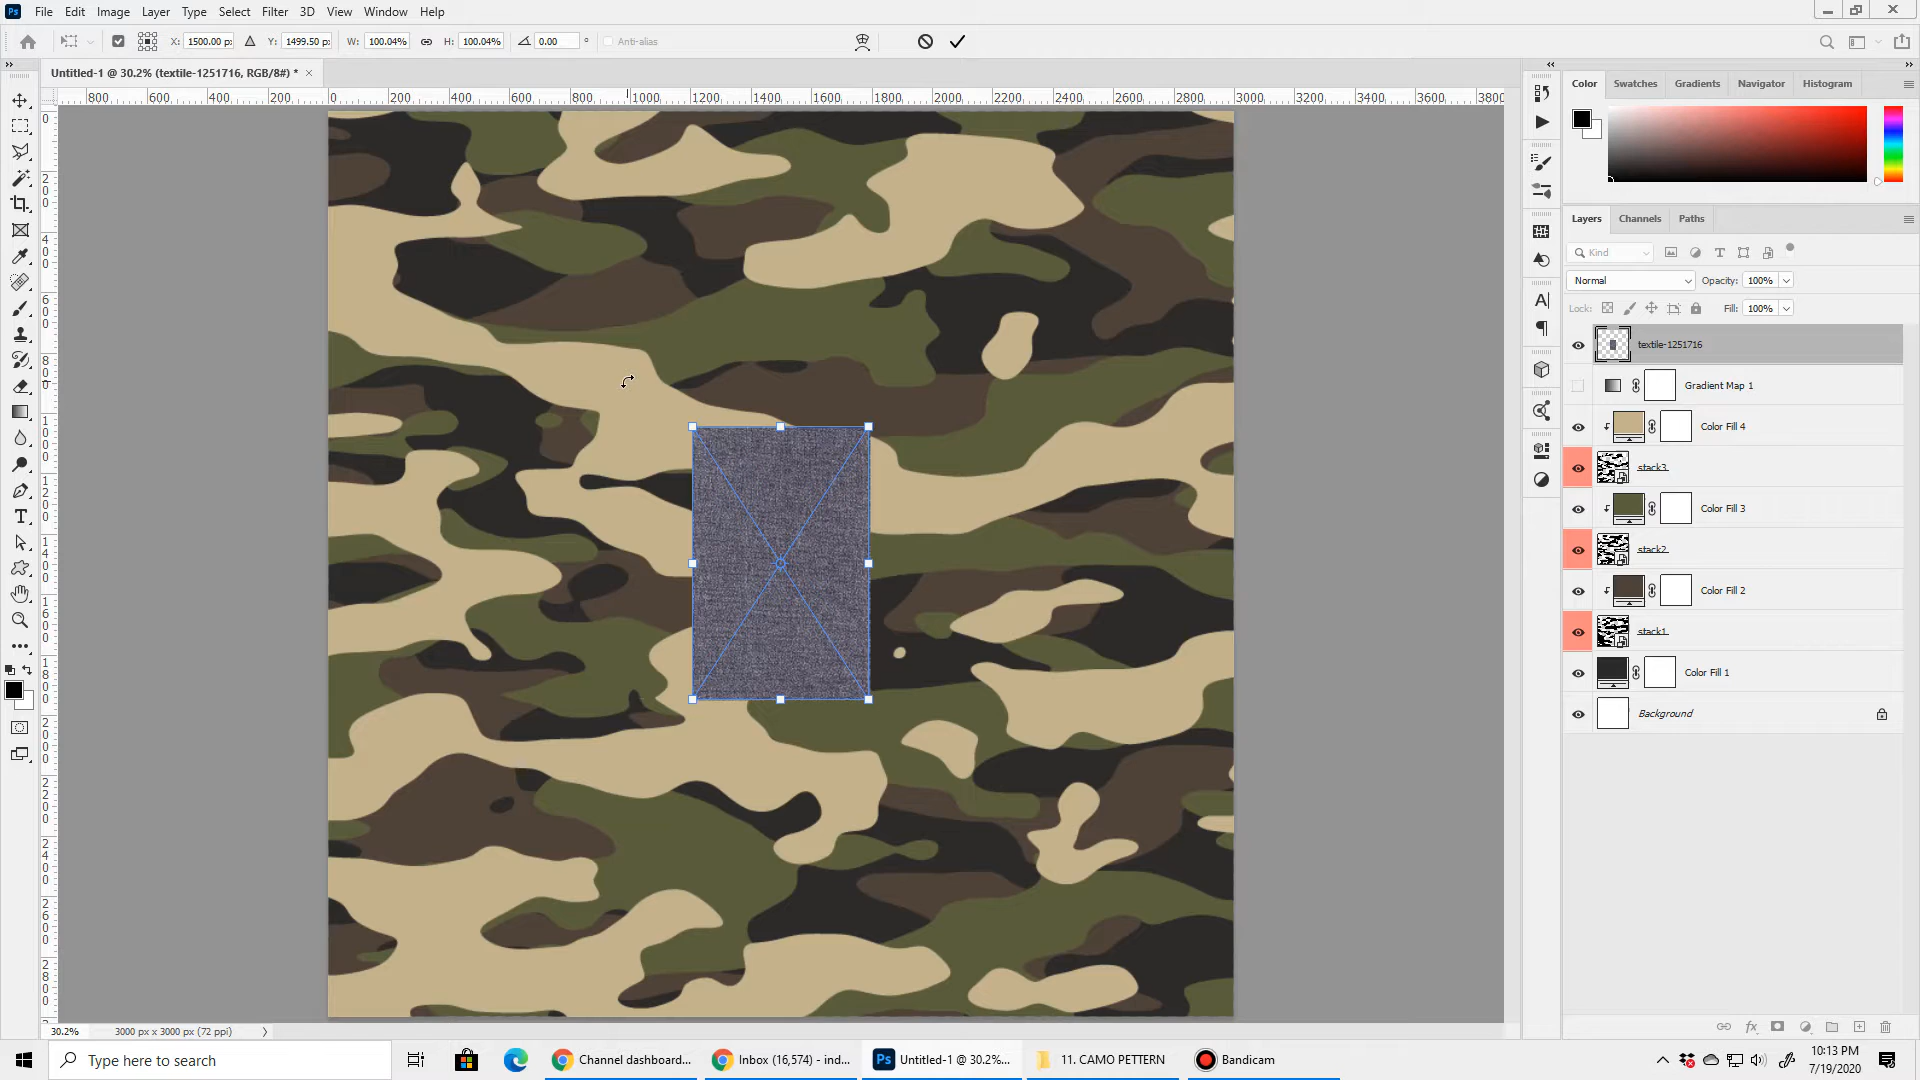 Ps File Edit Image Layer Type Select Filter 3D View Window Help
X: 1500.00 p: Y: 1499.50 p: W: 100.04% H: 100.04% 0.00 ° Anti-alias
Untitled-1 @ 30.2% (textile-1251716, RGB/8#) * ×
800 600 400 200 0 200 400 600 800 1000 1200 1400 1600 1800 2000 2200 2400 2600 2800 3000 3200 3400 3600 3800
Color Swatches Gradients Navigator Histogram
Layers Channels Paths
Kind
Normal Opacity: 100%
Lock: Fill: 100%
textile-1251716
Gradient Map 1
Color Fill 4
stack3
Color Fill 3
stack2
Color Fill 2
stack1
Color Fill 1
Background
30.2% 3000 px x 3000 px (72 ppi)
Type here to search
Channel dashboard...
Inbox (16,574) - ind...
Ps Untitled-1 @ 30.2%...
11. CAMO PETTERN
Bandicam
10:13 PM
7/19/2020